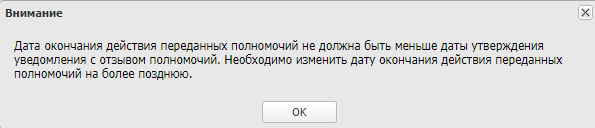 Внимание
Дата окончания действия переданных полномочий не должна быть меньше даты утверждения
уведомления с отзывом полномочий. Необходимо изменить дату окончания действия переданных
полномочий на более позднюю.
OK